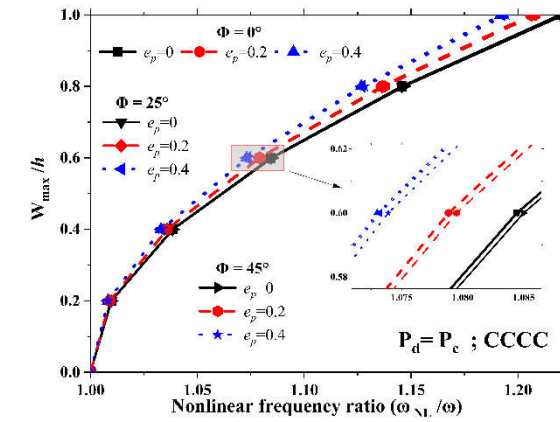 1.0
0.8
0.6
0.4
0.2
0.0
W max /h
Φ = 0°
e_p=0 e_p=0.2 e_p=0.4
Φ = 25°
e_p=0
e_p=0.2
e_p=0.4
Φ = 45°
e_p 0
e_p=0.2
e_p=0.4
0.62
0.60
0.58
1.075 1.080 1.085
P_d= P_c ; CCCC
1.00 1.05 1.10 1.15 1.20
Nonlinear frequency ratio (ω_NL/ω)